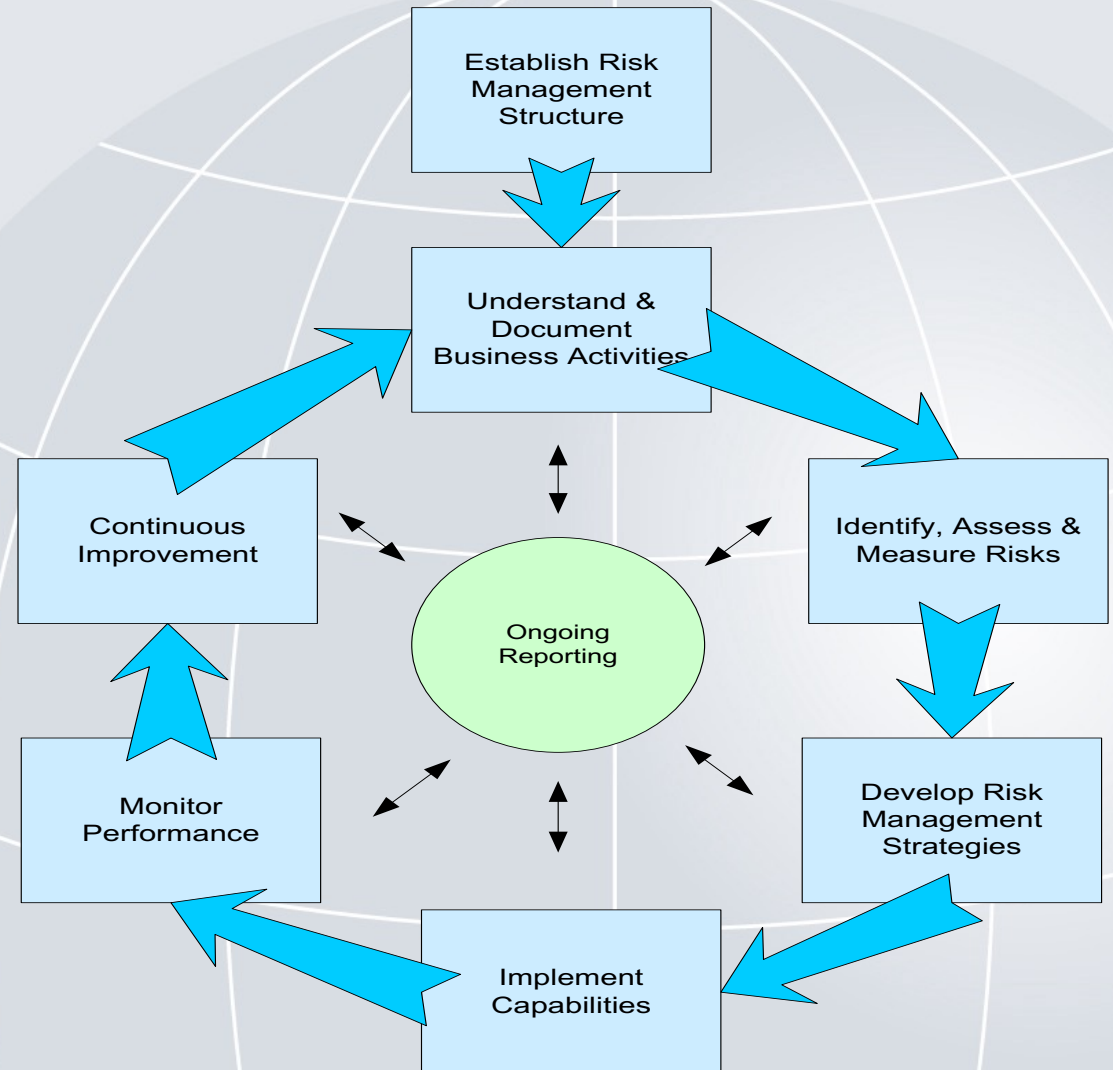 Establish Risk
Management
Structure
Understand &
Document
Business Activities
Continuous
Improvement
Identify, Assess &
Measure Risks
Ongoing
Reporting
Monitor
Performance
Develop Risk
Management
Strategies
Implement
Capabilities